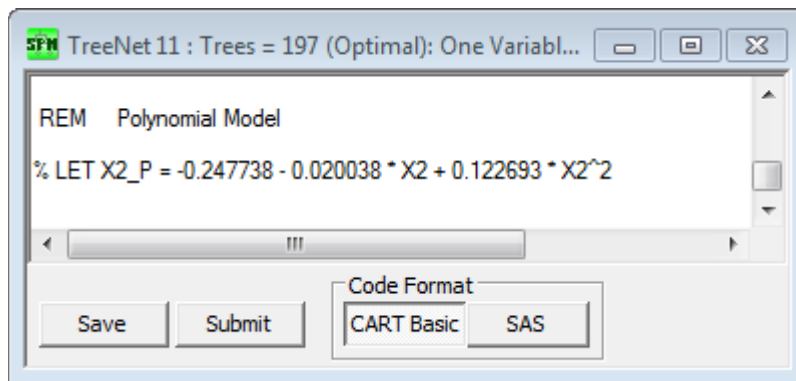 SPM TreeNet 11 : Trees = 197 (Optimal): One Variabl...
REM Polynomial Model
% LET X2_P = -0.247738 - 0.020038 * X2 + 0.122693 * X2^2
Code Format
Save Submit CART Basic SAS